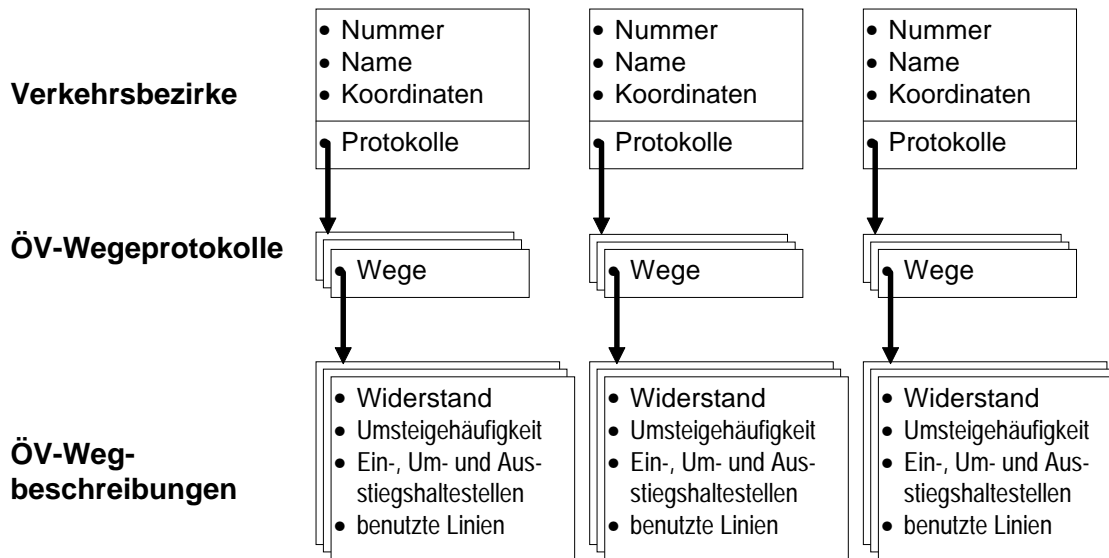 Verkehrsbezirke
• Nummer
• Name
• Koordinaten
• Protokolle
• Nummer
• Name
• Koordinaten
• Protokolle
• Nummer
• Name
• Koordinaten
• Protokolle
ÖV-Wegeprotokolle
• Wege
• Wege
• Wege
ÖV-Weg-
beschreibungen
• Widerstand
• Umsteigehäufigkeit
• Ein-, Um- und Aus-
stiegshaltestellen
• benutzte Linien
• Widerstand
• Umsteigehäufigkeit
• Ein-, Um- und Aus-
stiegshaltestellen
• benutzte Linien
• Widerstand
• Umsteigehäufigkeit
• Ein-, Um- und Aus-
stiegshaltestellen
• benutzte Linien